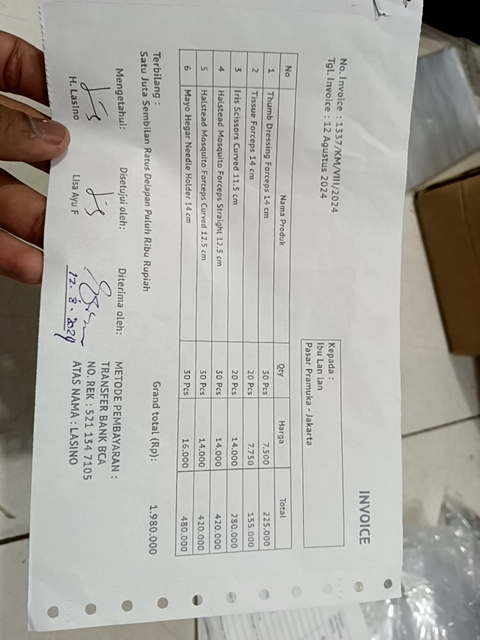 INVOICE
No. Invoice : 1337/KM/VIII/2024
Tgl. Invoice : 12 Agustus 2024
Kepada :
Ibu Lan lan
Pasar Pramuka - Jakarta
No Nama Produk Qty Harga Total
1 Thumb Dressing Forceps 14 cm 30 Pcs 7.500 225.000
2 Tissue Forceps 14 cm 20 Pcs 7.750 155.000
3 Iris Scissors Curved 11.5 cm 20 Pcs 14.000 280.000
4 Halstead Mosquito Forceps Straight 12.5 cm 30 Pcs 14.000 420.000
5 Halstead Mosquito Forceps Curved 12.5 cm 30 Pcs 14.000 420.000
6 Mayo Hegar Needle Holder 14 cm 30 Pcs 16.000 480.000
Grand total (Rp): 1.980.000
Terbilang :
Satu Juta Sembilan Ratus Delapan Puluh Ribu Rupiah
Mengetahui: Disetujui oleh: Diterima oleh:
12.8.2024
H. Lasino Lisa Ayu F
METODE PEMBAYARAN :
TRANSFER BANK BCA
NO. REK : 521 134 7105
ATAS NAMA : LASINO